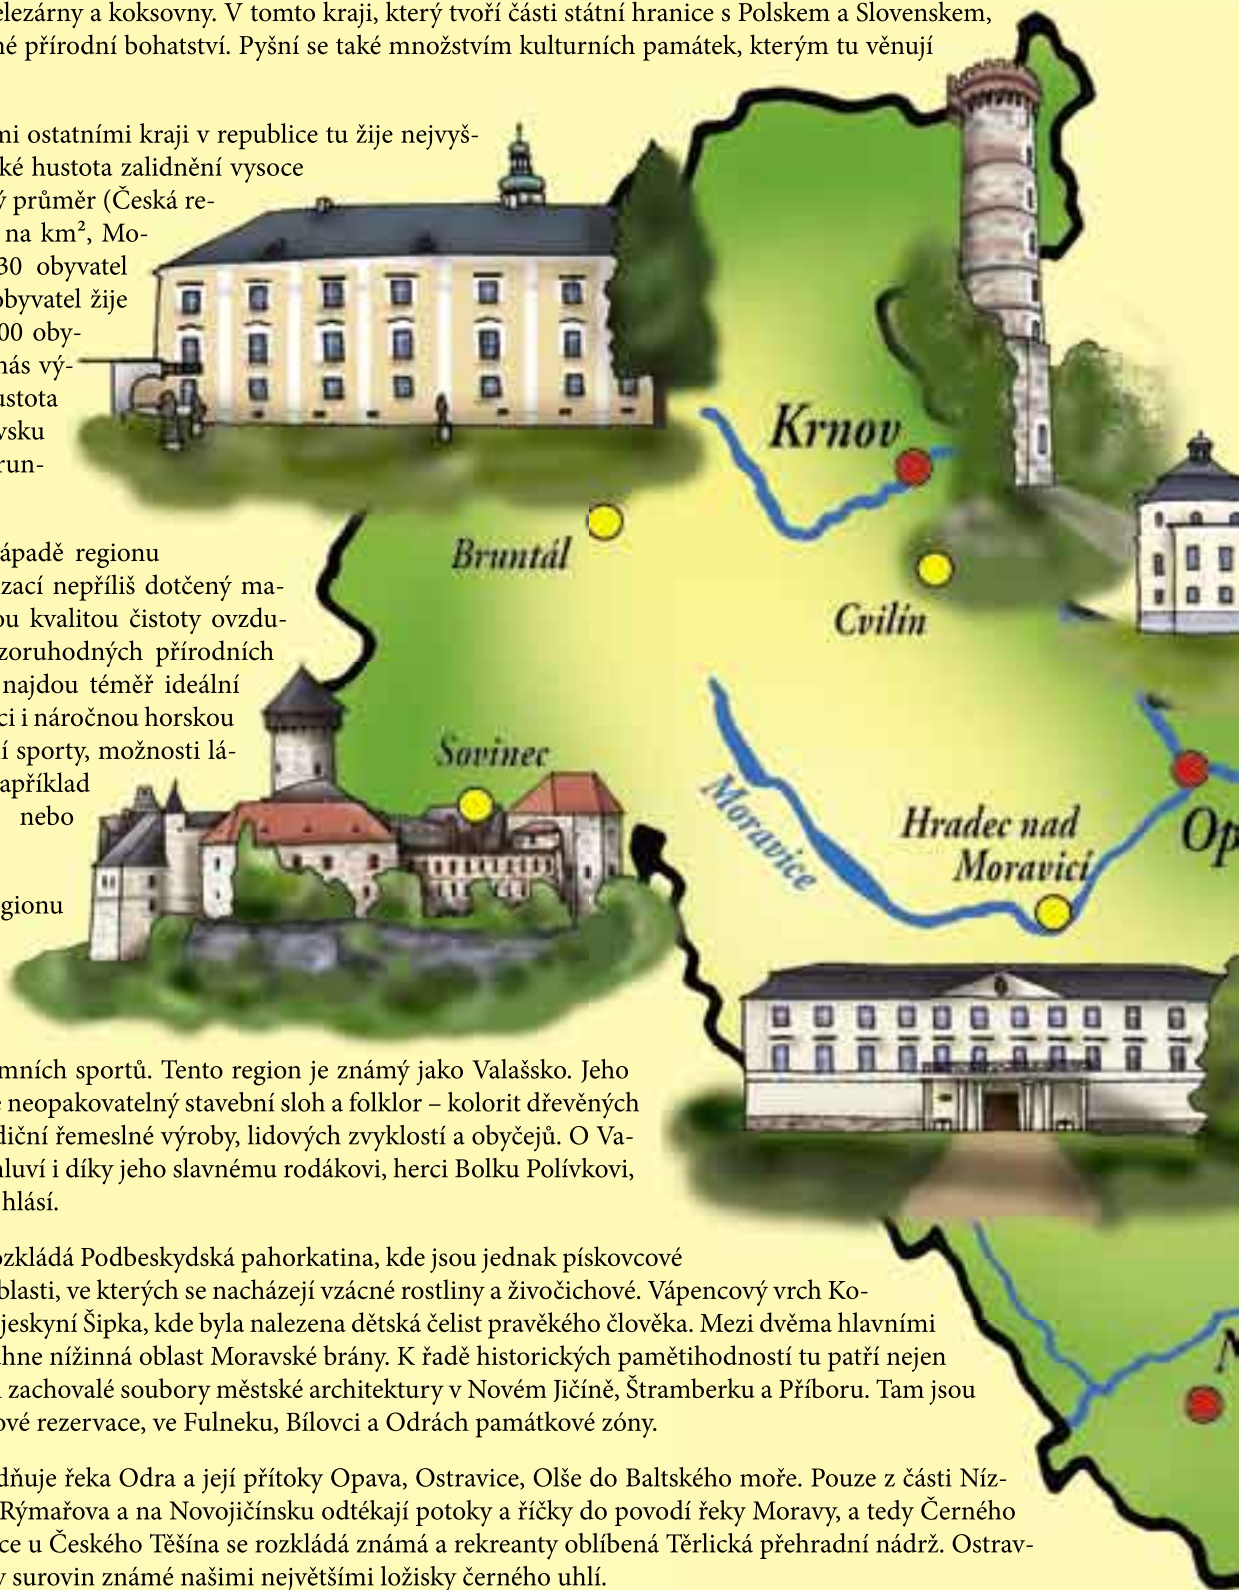 elezárny a koksovny. V tomto kraji, který tvoří části státní hranice s Polskem a Slovenskem,
né přírodní bohatství. Pyšní se také množstvím kulturních památek, kterým tu věnují
mi ostatními kraji v republice tu žije nejvyš-
ké hustota zalidnění vysoce
ý průměr (Česká re-
na km², Mo-
30 obyvatel
obyvatel žije
00 oby-
nás vý-
ustota
vsku
run-
Krnov
Bruntál
Cvilín
ápadě regionu
izací nepříliš dotčený ma-
ou kvalitou čistoty ovzdu-
zoruhodných přírodních
najdou téměř ideální
ci i náročnou horskou
í sporty, možnosti lá-
apříklad
nebo
gionu
Sovinec
Moravice
Hradec nad
Moravicí
Op
mních sportů. Tento region je známý jako Valašsko. Jeho
e neopakovatelný stavební sloh a folklor – kolorit dřevěných
diční řemeslné výroby, lidových zvyklostí a obyčejů. O Va-
mluví i díky jeho slavnému rodákovi, herci Bolku Polívkovi,
hlásí.
ozkládá Podbeskydská pahorkatina, kde jsou jednak pískovcové
blasti, ve kterých se nacházejí vzácné rostliny a živočichové. Vápencový vrch Ko-
jeskyní Šipka, kde byla nalezena dětská čelist pravěkého člověka. Mezi dvěma hlavními
áhne nížinná oblast Moravské brány. K řadě historických pamětihodností tu patří nejen
zachovalé soubory městské architektury v Novém Jičíně, Štramberku a Příboru. Tam jsou
ové rezervace, ve Fulneku, Bílovci a Odrách památkové zóny.
N
dňuje řeka Odra a její přítoky Opava, Ostravice, Olše do Baltského moře. Pouze z části Níz-
Rýmařova a na Novojičínsku odtékají potoky a říčky do povodí řeky Moravy, a tedy Černého
ce u Českého Těšína se rozkládá známá a rekreanty oblíbená Těrlická přehradní nádrž. Ostrav-
y surovin známé našimi největšími ložisky černého uhlí.